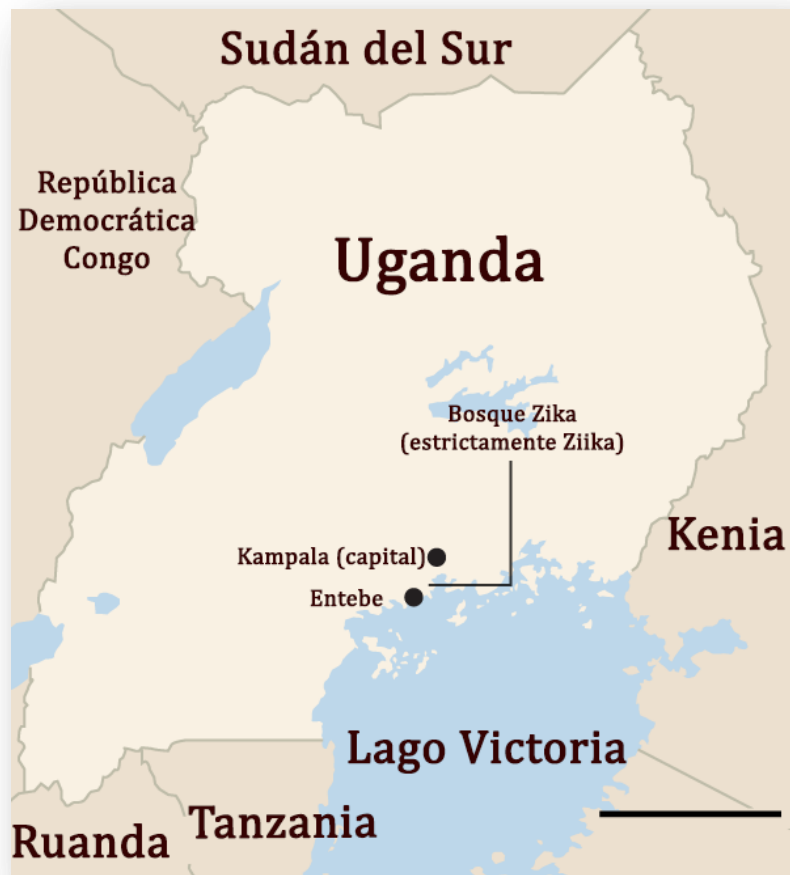 Sudán del Sur
República
Democrática
Congo
Uganda
Bosque Zika
(estrictamente Ziika)
Kenia
Kampala (capital)
Entebe
Lago Victoria
Tanzania
Ruanda